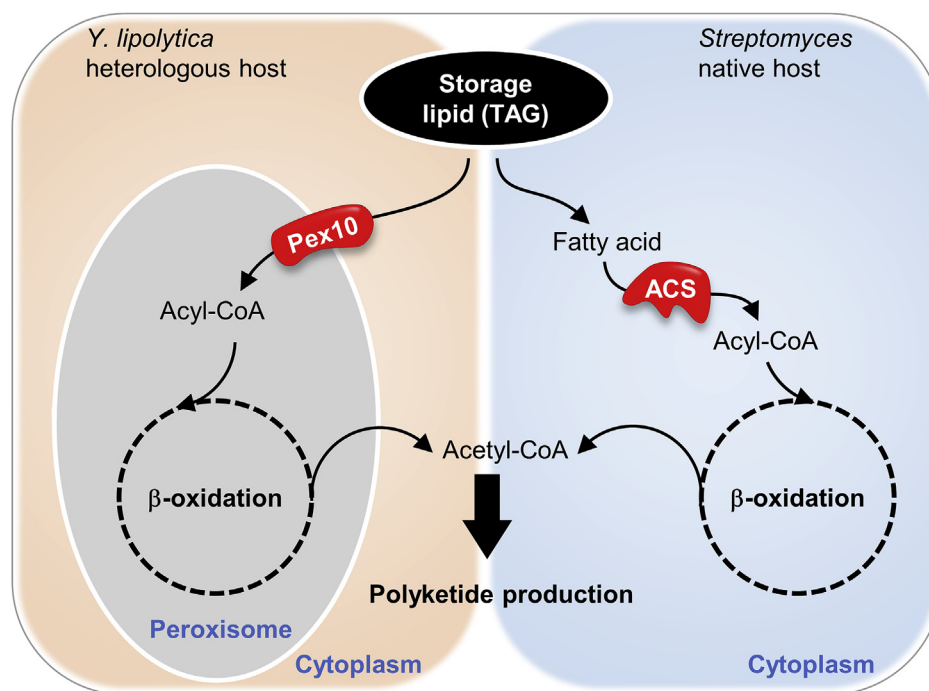 Y. lipolytica
heterologous host
Streptomyces
native host
Storage
lipid (TAG)
Pex10
Fatty acid
ACS
Acyl-CoA
Acyl-CoA
Acetyl-CoA
β-oxidation
β-oxidation
Polyketide production
Peroxisome
Cytoplasm
Cytoplasm